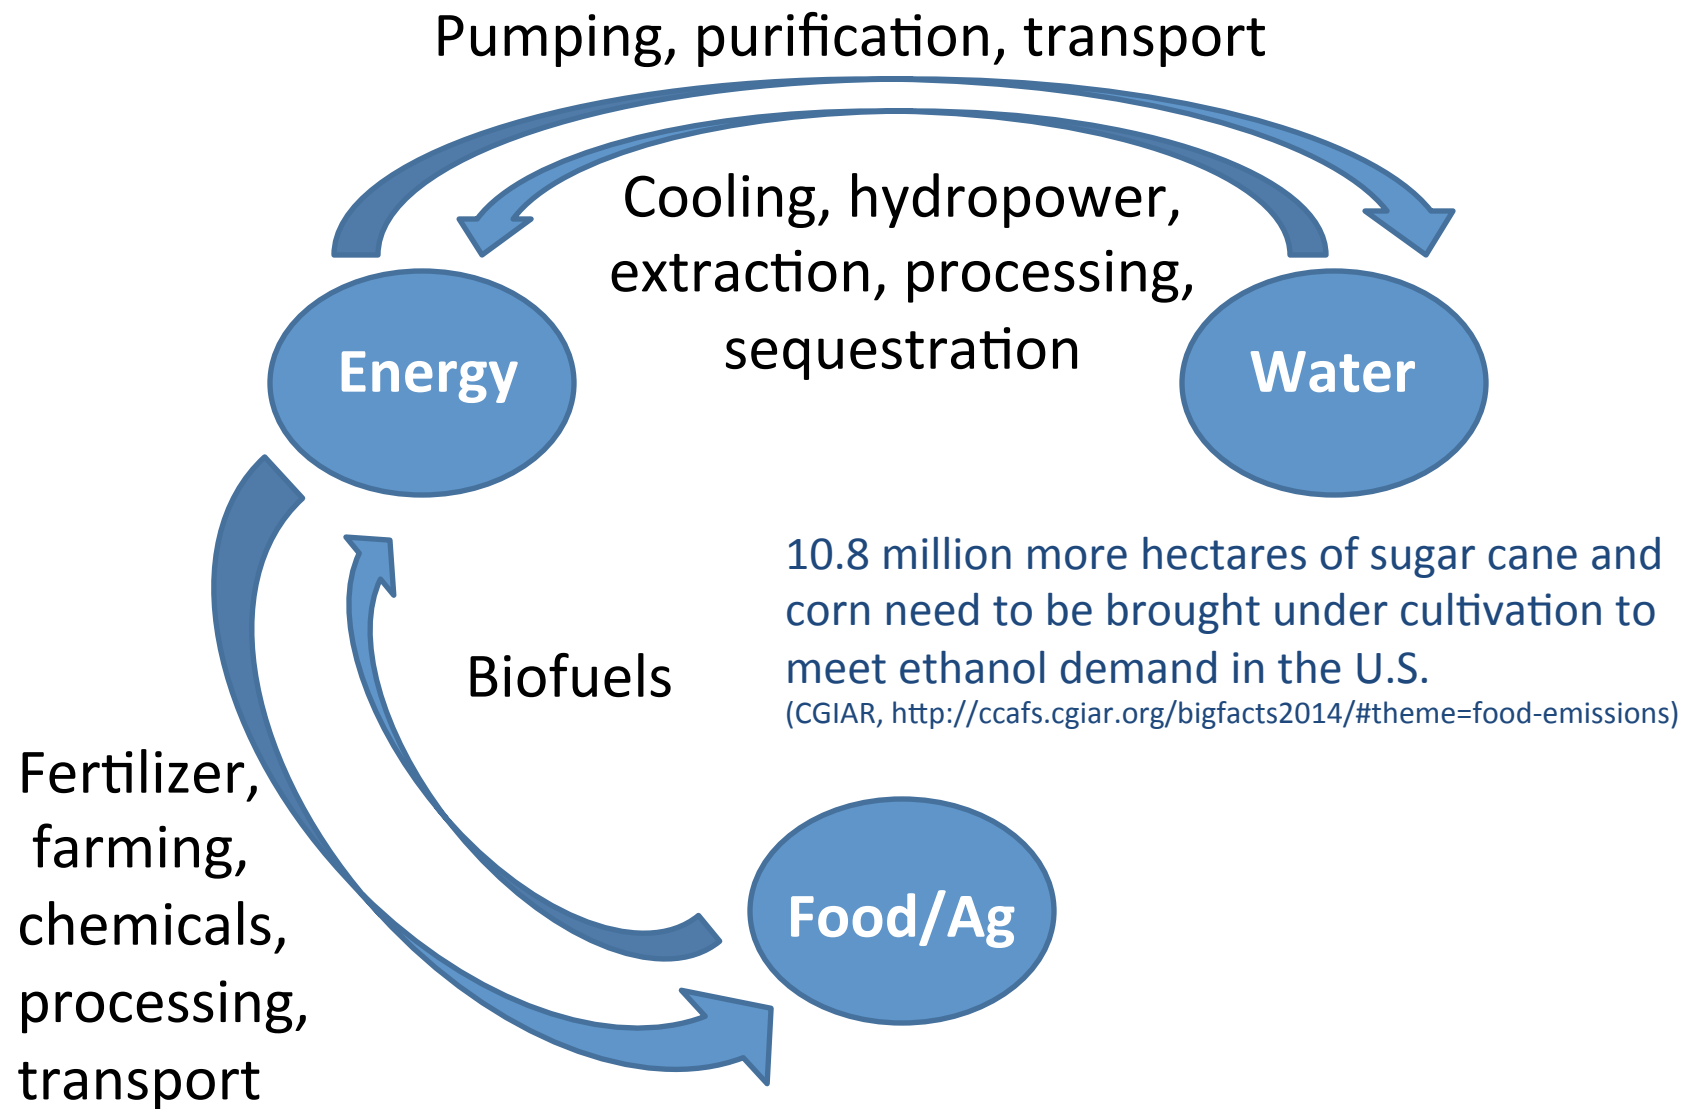 Pumping, purification, transport
Cooling, hydropower,
extraction, processing,
sequestration
Energy
Water
10.8 million more hectares of sugar cane and
corn need to be brought under cultivation to
meet ethanol demand in the U.S.
(CGIAR, http://ccafs.cgiar.org/bigfacts2014/#theme=food-emissions)
Biofuels
Fertilizer,
farming,
chemicals,
processing,
transport
Food/Ag